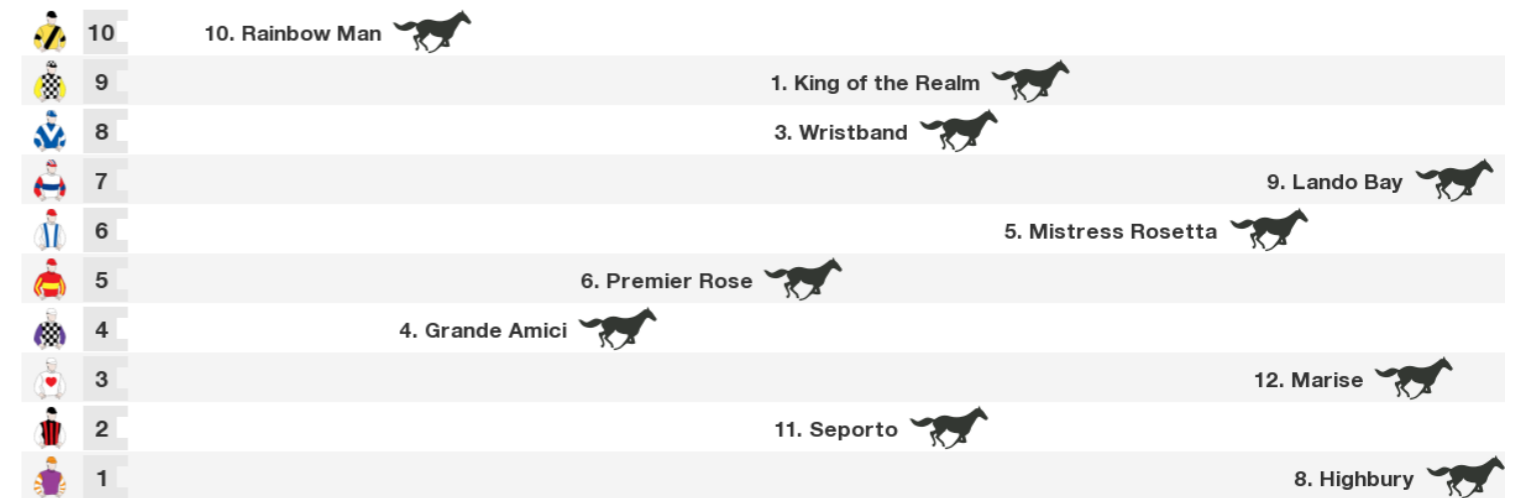 10 10. Rainbow Man
9 1. King of the Realm
8 3. Wristband
7 9. Lando Bay
6 5. Mistress Rosetta
5 6. Premier Rose
4 4. Grande Amici
3 12. Marise
2 11. Seporto
1 8. Highbury